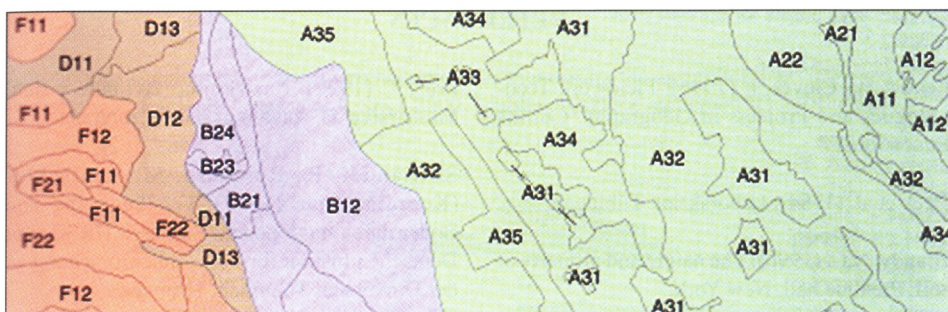 F11 D13 A35 A34 A31 A21
D11 A33 A22 A12
F11 D12 A11
F12 B24 A34 A12
F11 B23 A32 A32 A31 A32
F21 F11 D11 B21 B12 A31
F22 F22 A35 A31 A34
D13 A31
F12 A31